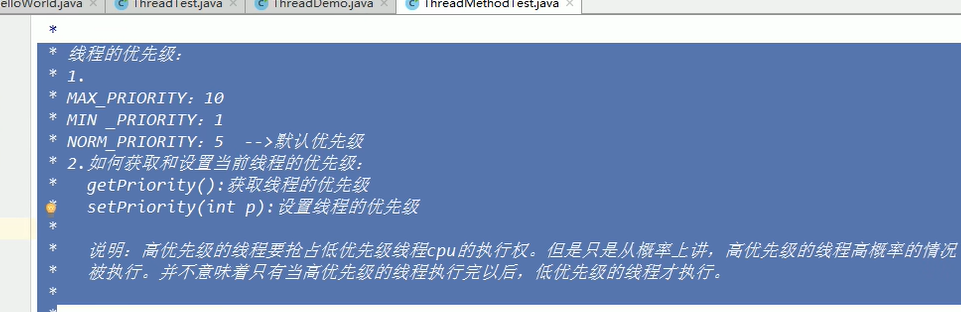 elloWorld.java × ThreadTest.java × ThreadDemo.java × ThreadMethodTest.java ×
*
* 线程的优先级：
* 1.
* MAX_PRIORITY：10
* MIN _PRIORITY：1
* NORM_PRIORITY：5  -->默认优先级
* 2.如何获取和设置当前线程的优先级：
*   getPriority():获取线程的优先级
*   setPriority(int p):设置线程的优先级
*
*   说明：高优先级的线程要抢占低优先级线程cpu的执行权。但是只是从概率上讲，高优先级的线程高概率的情况
*   被执行。并不意味着只有当高优先级的线程执行完以后，低优先级的线程才执行。
*
*